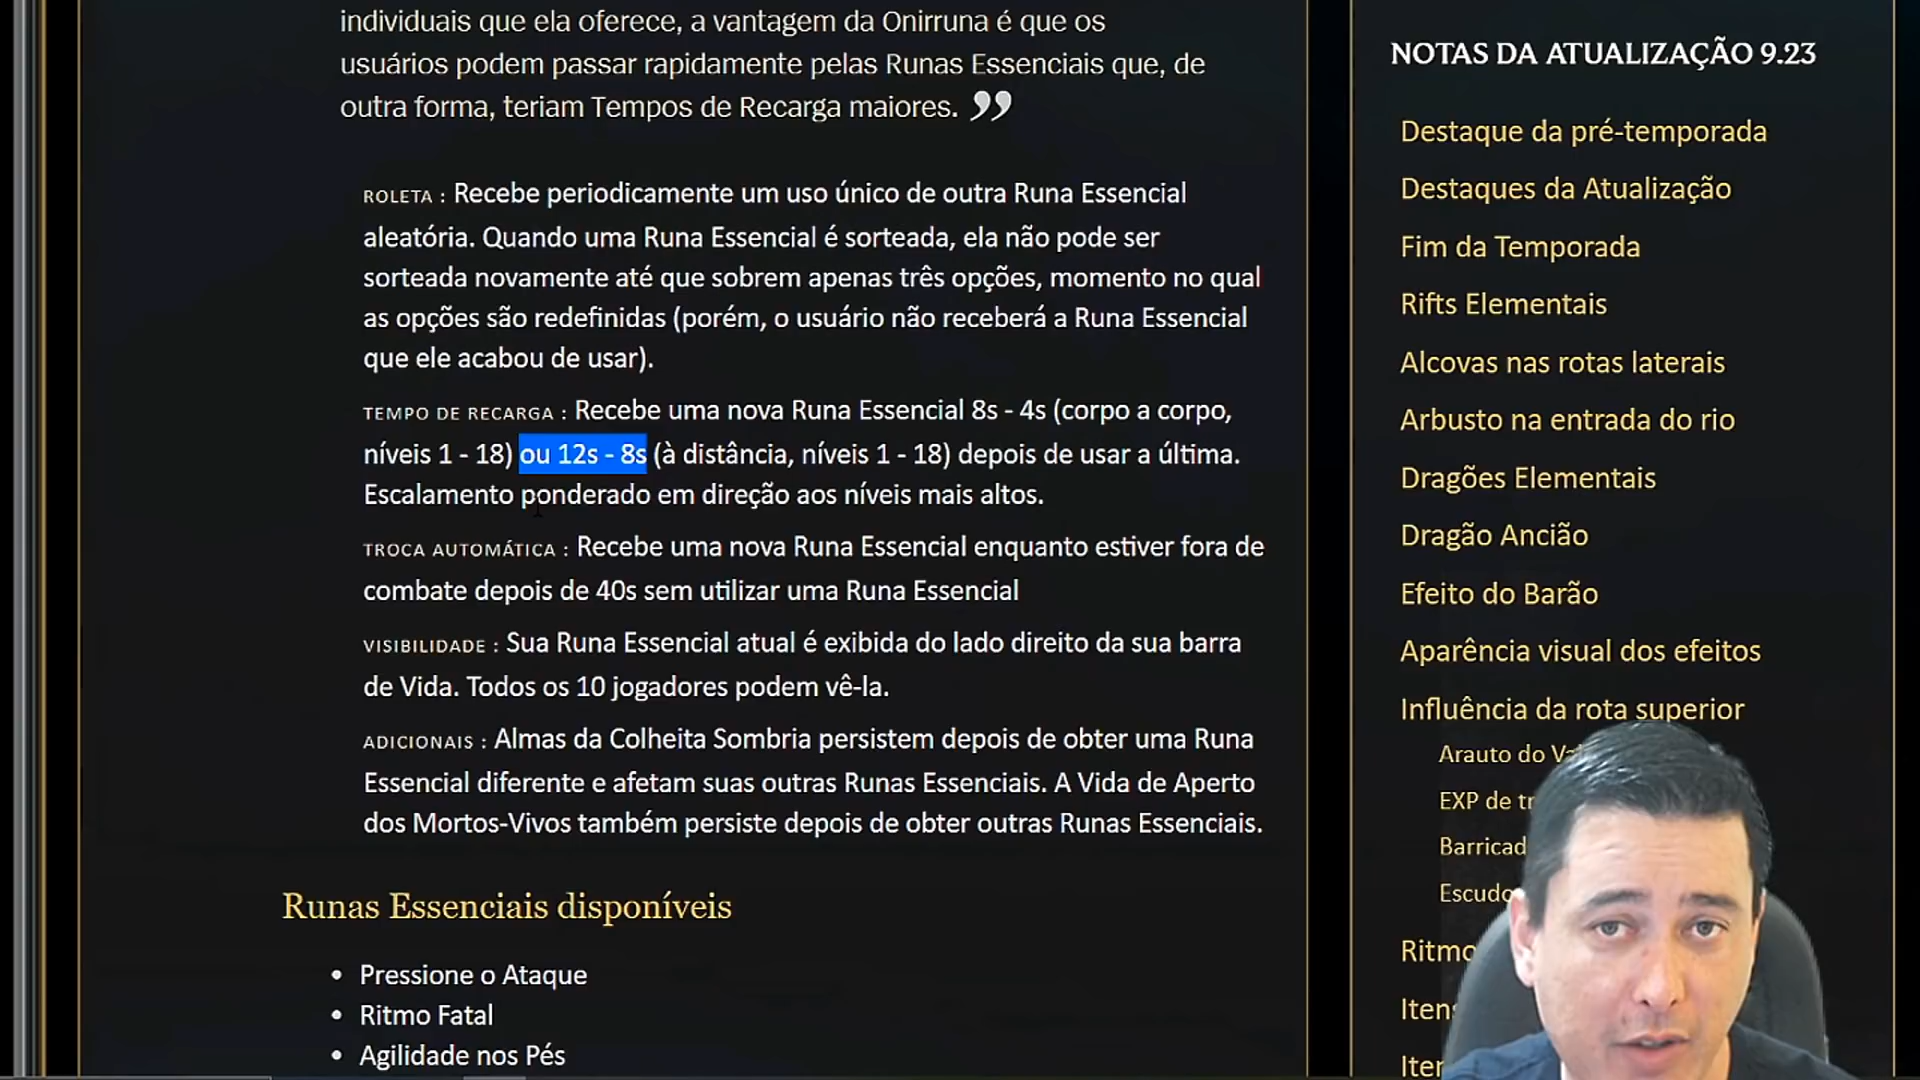 individuais que ela oferece, a vantagem da Onirruna é que os
usuários podem passar rapidamente pelas Runas Essenciais que, de
outra forma, teriam Tempos de Recarga maiores. ”
ROLETA : Recebe periodicamente um uso único de outra Runa Essencial
aleatória. Quando uma Runa Essencial é sorteada, ela não pode ser
sorteada novamente até que sobrem apenas três opções, momento no qual
as opções são redefinidas (porém, o usuário não receberá a Runa Essencial
que ele acabou de usar).
TEMPO DE RECARGA : Recebe uma nova Runa Essencial 8s - 4s (corpo a corpo,
níveis 1 - 18) ou 12s - 8s (à distância, níveis 1 - 18) depois de usar a última.
Escalamento ponderado em direção aos níveis mais altos.
TROCA AUTOMÁTICA : Recebe uma nova Runa Essencial enquanto estiver fora de
combate depois de 40s sem utilizar uma Runa Essencial
VISIBILIDADE : Sua Runa Essencial atual é exibida do lado direito da sua barra
de Vida. Todos os 10 jogadores podem vê-la.
ADICIONAIS : Almas da Colheita Sombria persistem depois de obter uma Runa
Essencial diferente e afetam suas outras Runas Essenciais. A Vida de Aperto
dos Mortos-Vivos também persiste depois de obter outras Runas Essenciais.
Runas Essenciais disponíveis
• Pressione o Ataque
• Ritmo Fatal
• Agilidade nos Pés
NOTAS DA ATUALIZAÇÃO 9.23
Destaque da pré-temporada
Destaques da Atualização
Fim da Temporada
Rifts Elementais
Alcovas nas rotas laterais
Arbusto na entrada do rio
Dragões Elementais
Dragão Ancião
Efeito do Barão
Aparência visual dos efeitos
Influência da rota superior
Arauto do
EXP de
Ritmo